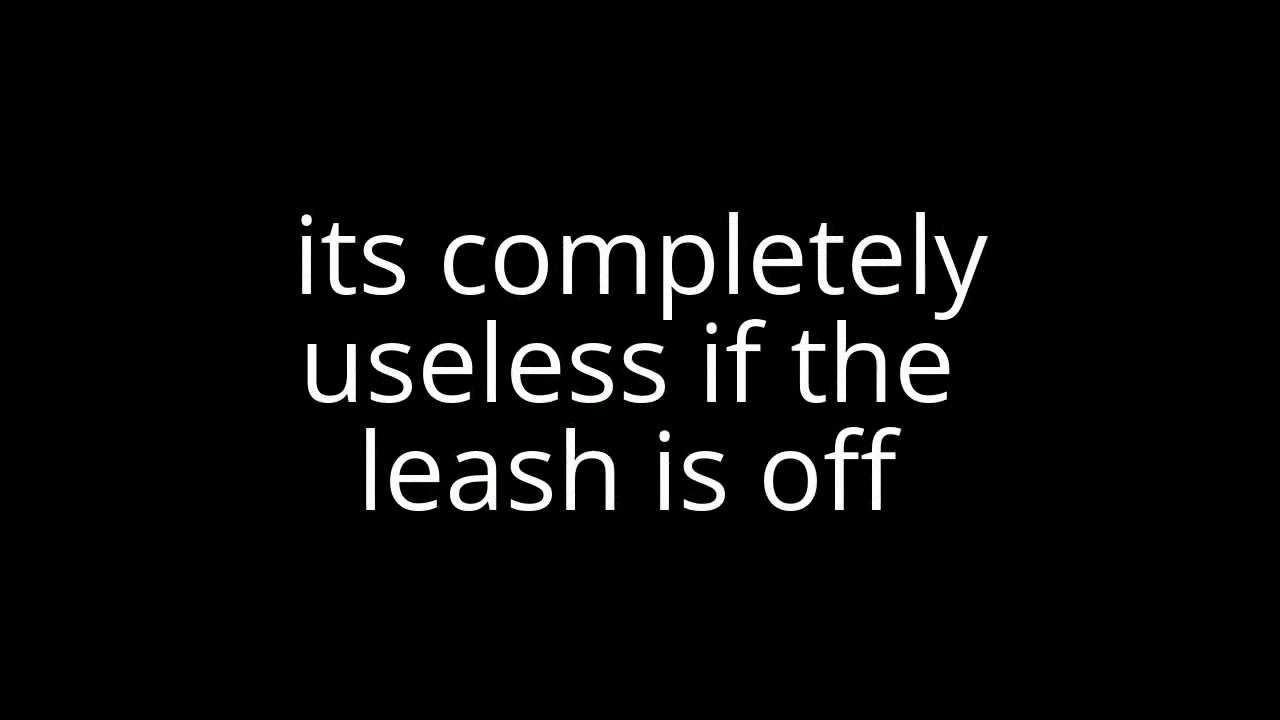 its completely
useless if the
leash is off